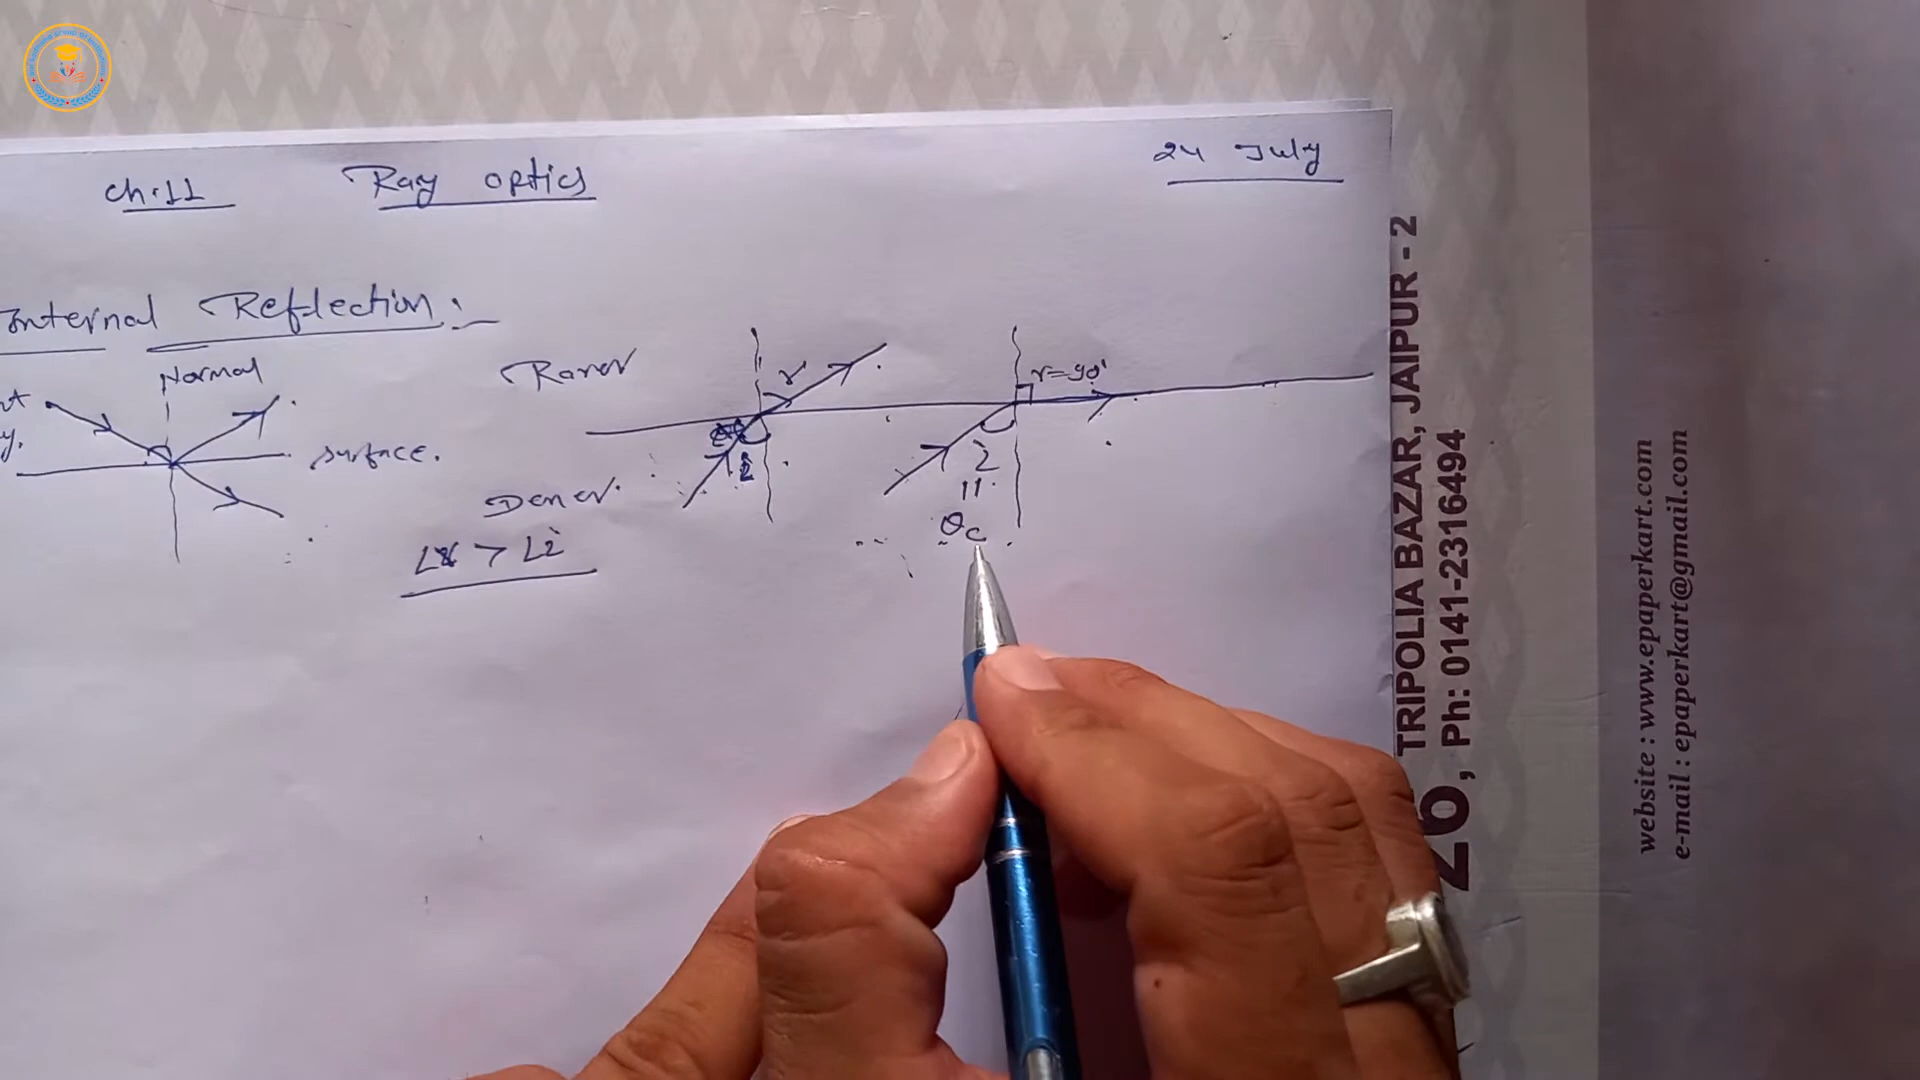 Ch.11 Ray optics 24 July
Internal Reflection:
Normal
surface.
y.
Rarer
Denser.
r
i
∠r > ∠i
r=90°
i
||
θc
TRIPOLIA BAZAR, JAIPUR - 2
26, Ph: 0141-2316494
website : www.epaperkart.com
e-mail : epaperkart@gmail.com